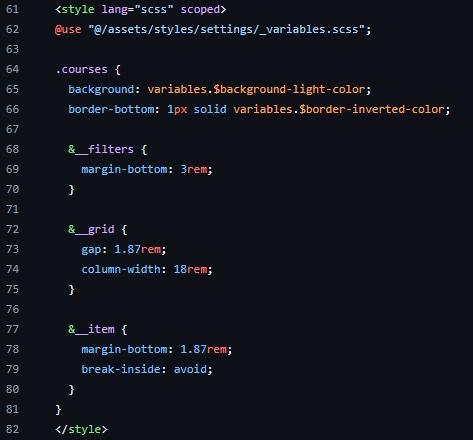 61 <style lang="scss" scoped>
62 @use "@/assets/styles/settings/_variables.scss";
63
64 .courses {
65   background: variables.$background-light-color;
66   border-bottom: 1px solid variables.$border-inverted-color;
67
68   &__filters {
69     margin-bottom: 3rem;
70   }
71
72   &__grid {
73     gap: 1.87rem;
74     column-width: 18rem;
75   }
76
77   &__item {
78     margin-bottom: 1.87rem;
79     break-inside: avoid;
80   }
81 }
82 </style>